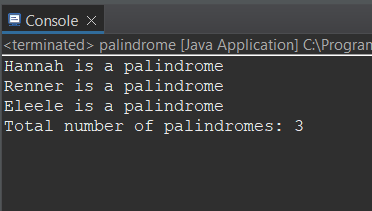 Console
<terminated> palindrome [Java Application] C:\Program
Hannah is a palindrome
Renner is a palindrome
Eleele is a palindrome
Total number of palindromes: 3